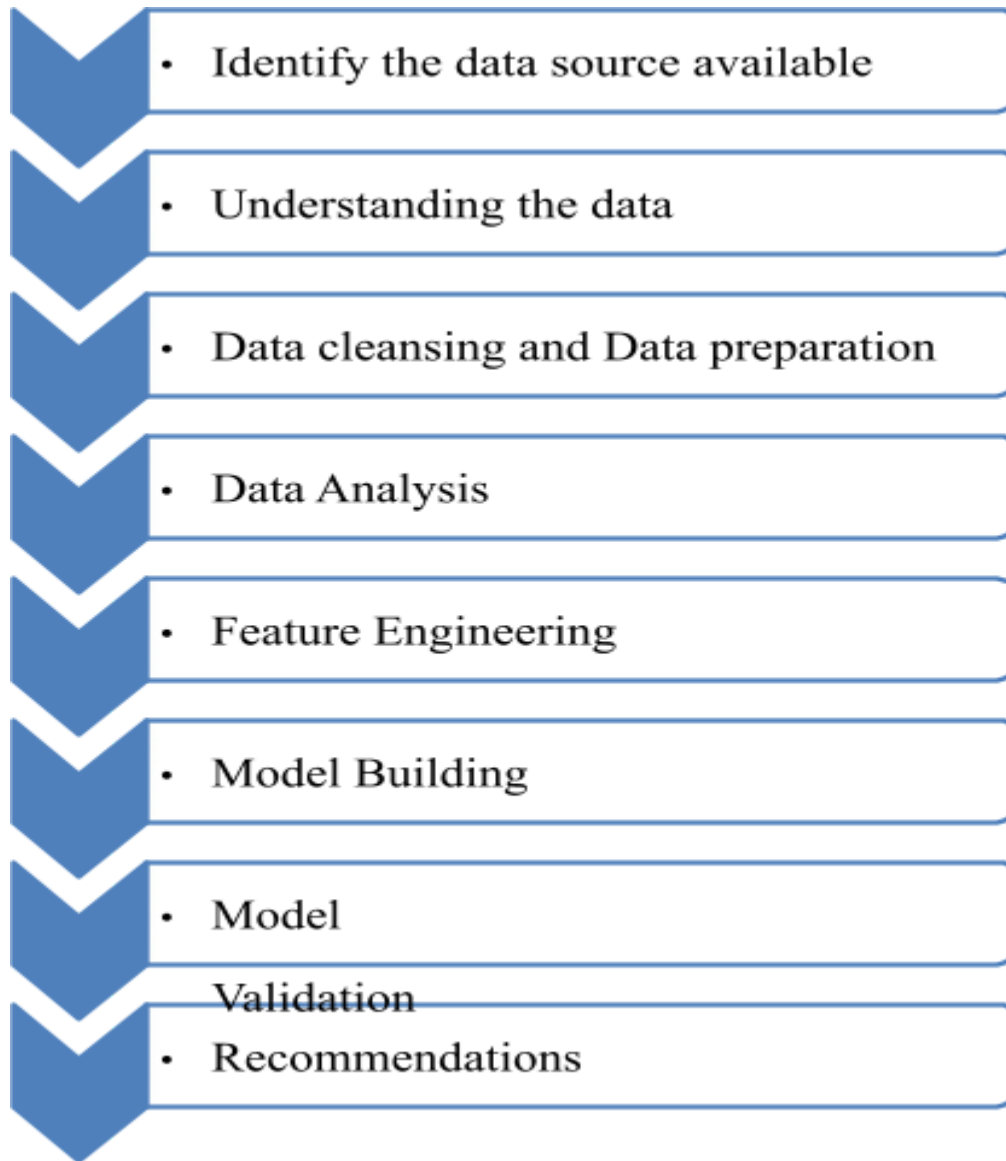 • Identify the data source available
• Understanding the data
• Data cleansing and Data preparation
• Data Analysis
• Feature Engineering
• Model Building
• Model
Validation
• Recommendations